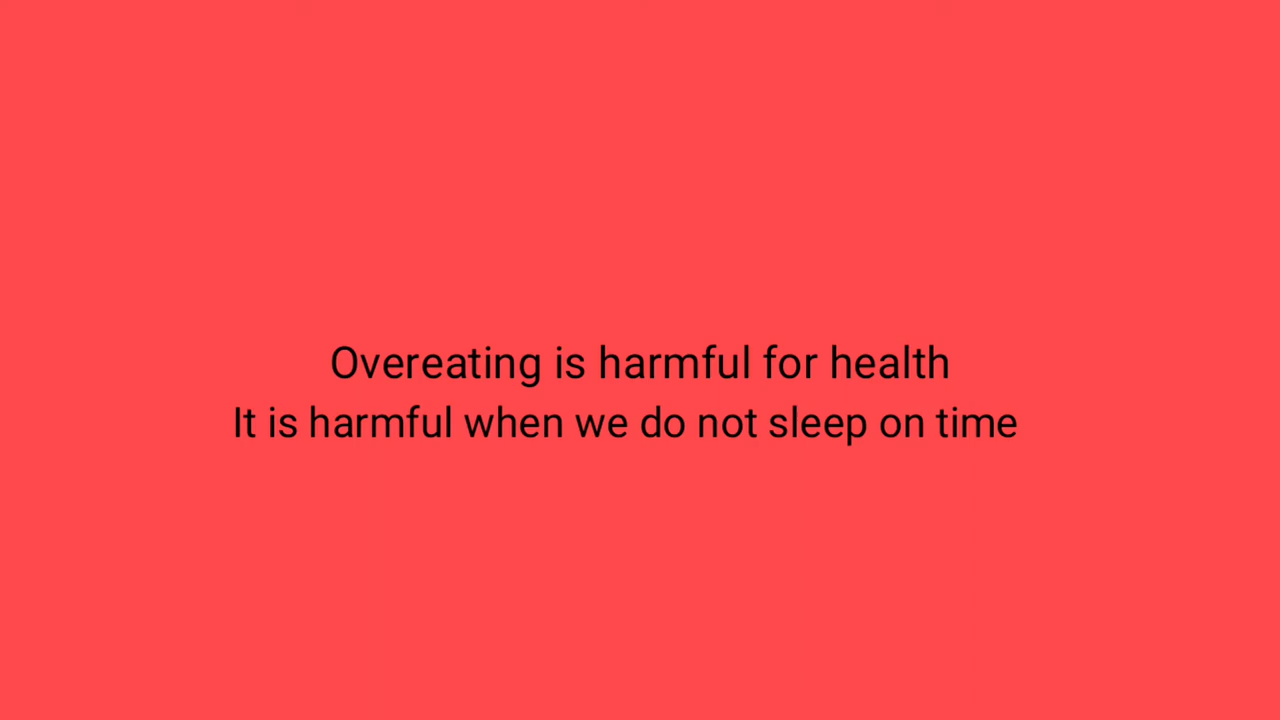 Overeating is harmful for health
It is harmful when we do not sleep on time